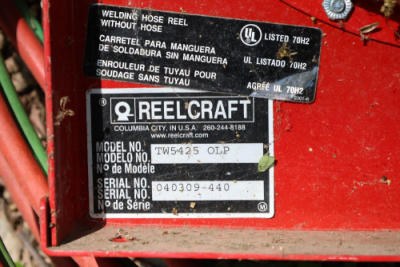 WELDING HOSE REEL
WITHOUT HOSE
UL LISTED 70H2
CARRETEL PARA MANGUERA
DE SOLDADURA SIN MANGUERA
UL LISTADO 70H2
ENROULEUR DE TUYAU POUR
SOUDAGE SANS TUYAU
AGRÉÉ UL 70H2
REELCRAFT
COLUMBIA CITY, IN U.S.A. 260-244-8188
www.reelcraft.com
MODEL NO.
MODELO NO.
Nº de Modèle
TW5425 OLP
SERIAL NO.
SERIAL NO.
Nº de Série
040309-440